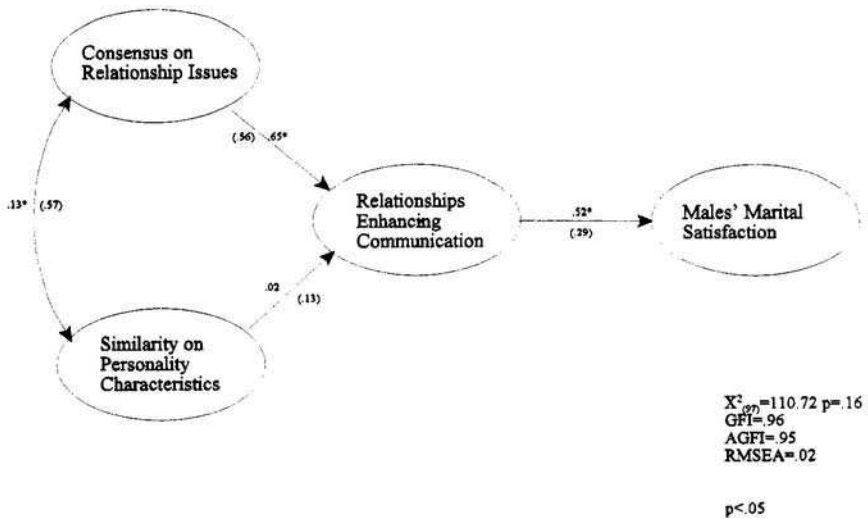 Consensus on
Relationship Issues
(.56) .65*
.13* (.57)
Relationships
Enhancing
Communication
.52*
(.29)
Males' Marital
Satisfaction
.02
(.13)
Similarity on
Personality
Characteristics
X²(97)=110.72 p=.16
GFI=.96
AGFI=.95
RMSEA=.02
p<.05